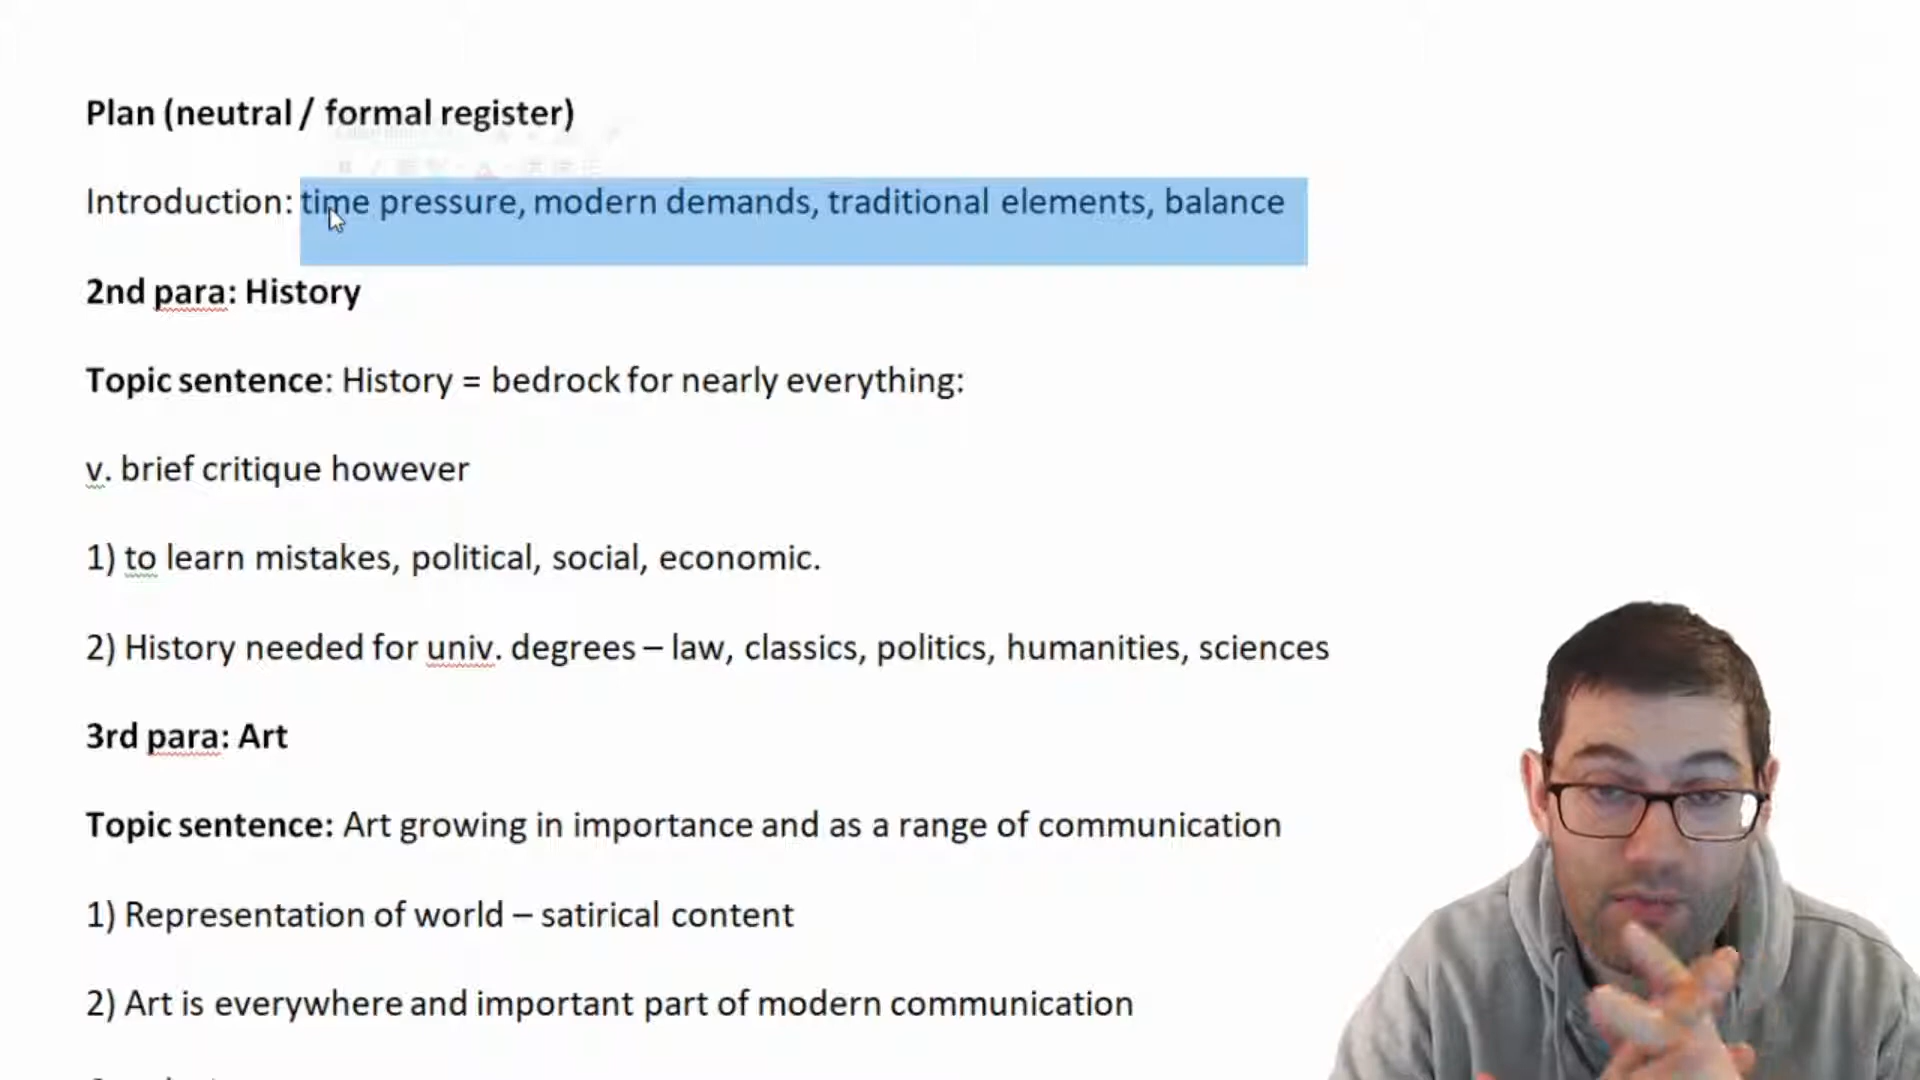 Plan (neutral / formal register)
Introduction: time pressure, modern demands, traditional elements, balance
2nd para: History
Topic sentence: History = bedrock for nearly everything:
v. brief critique however
1) to learn mistakes, political, social, economic.
2) History needed for univ. degrees – law, classics, politics, humanities, sciences
3rd para: Art
Topic sentence: Art growing in importance and as a range of communication
1) Representation of world – satirical content
2) Art is everywhere and important part of modern communication